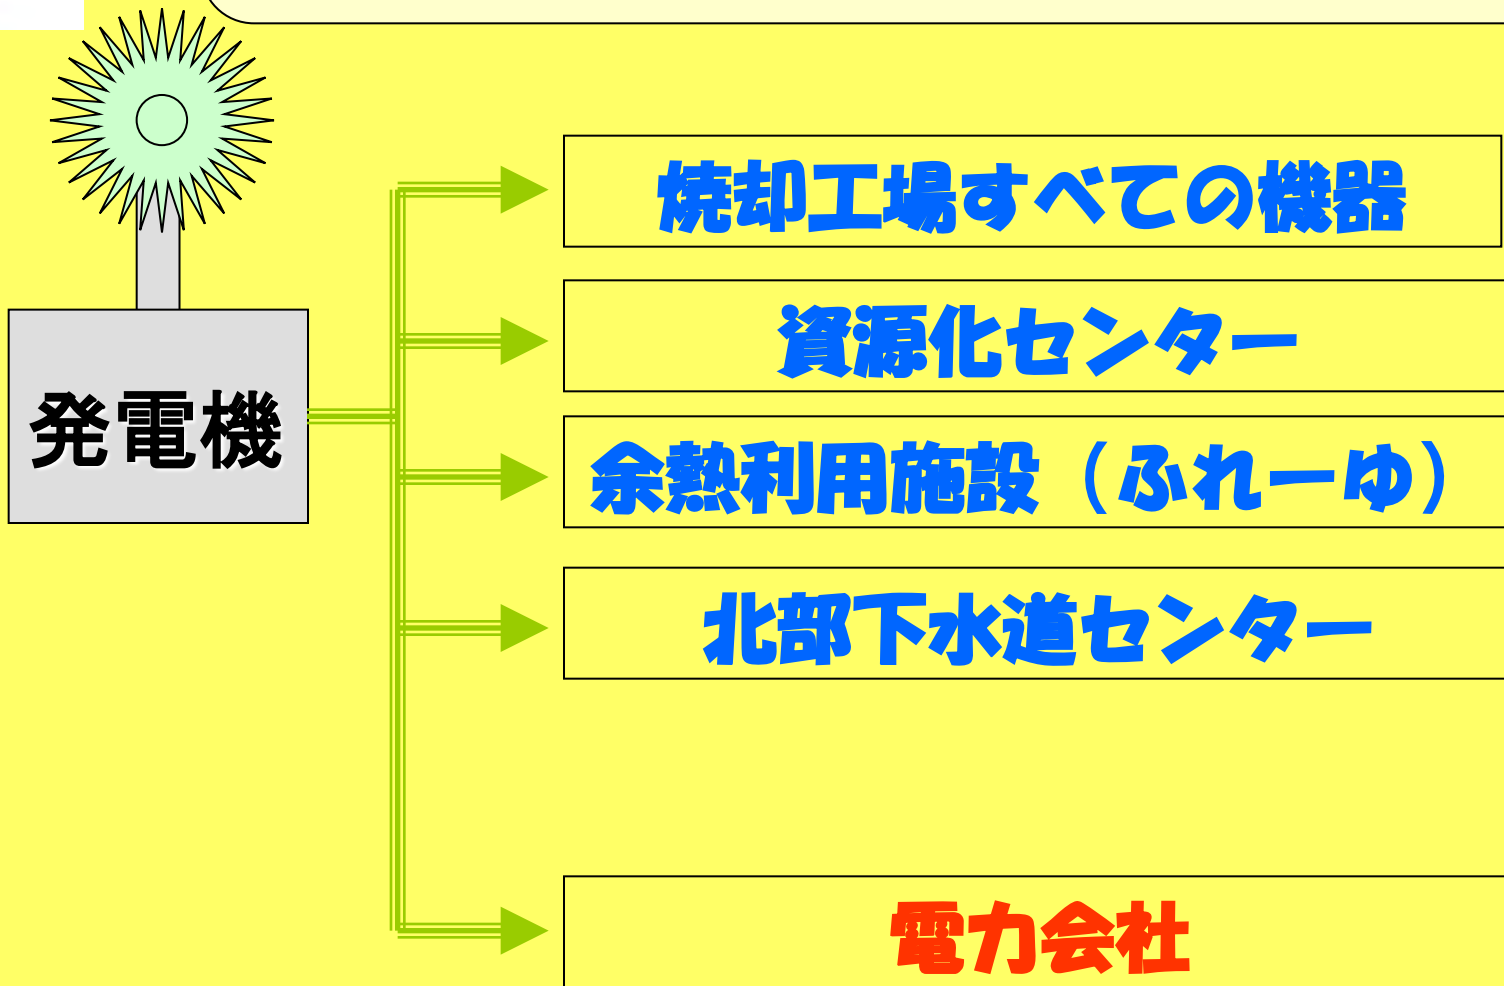 焼却工場すべての機器
資源化センター
発電機
余熱利用施設（ふれーゆ）
北部下水道センター
電力会社